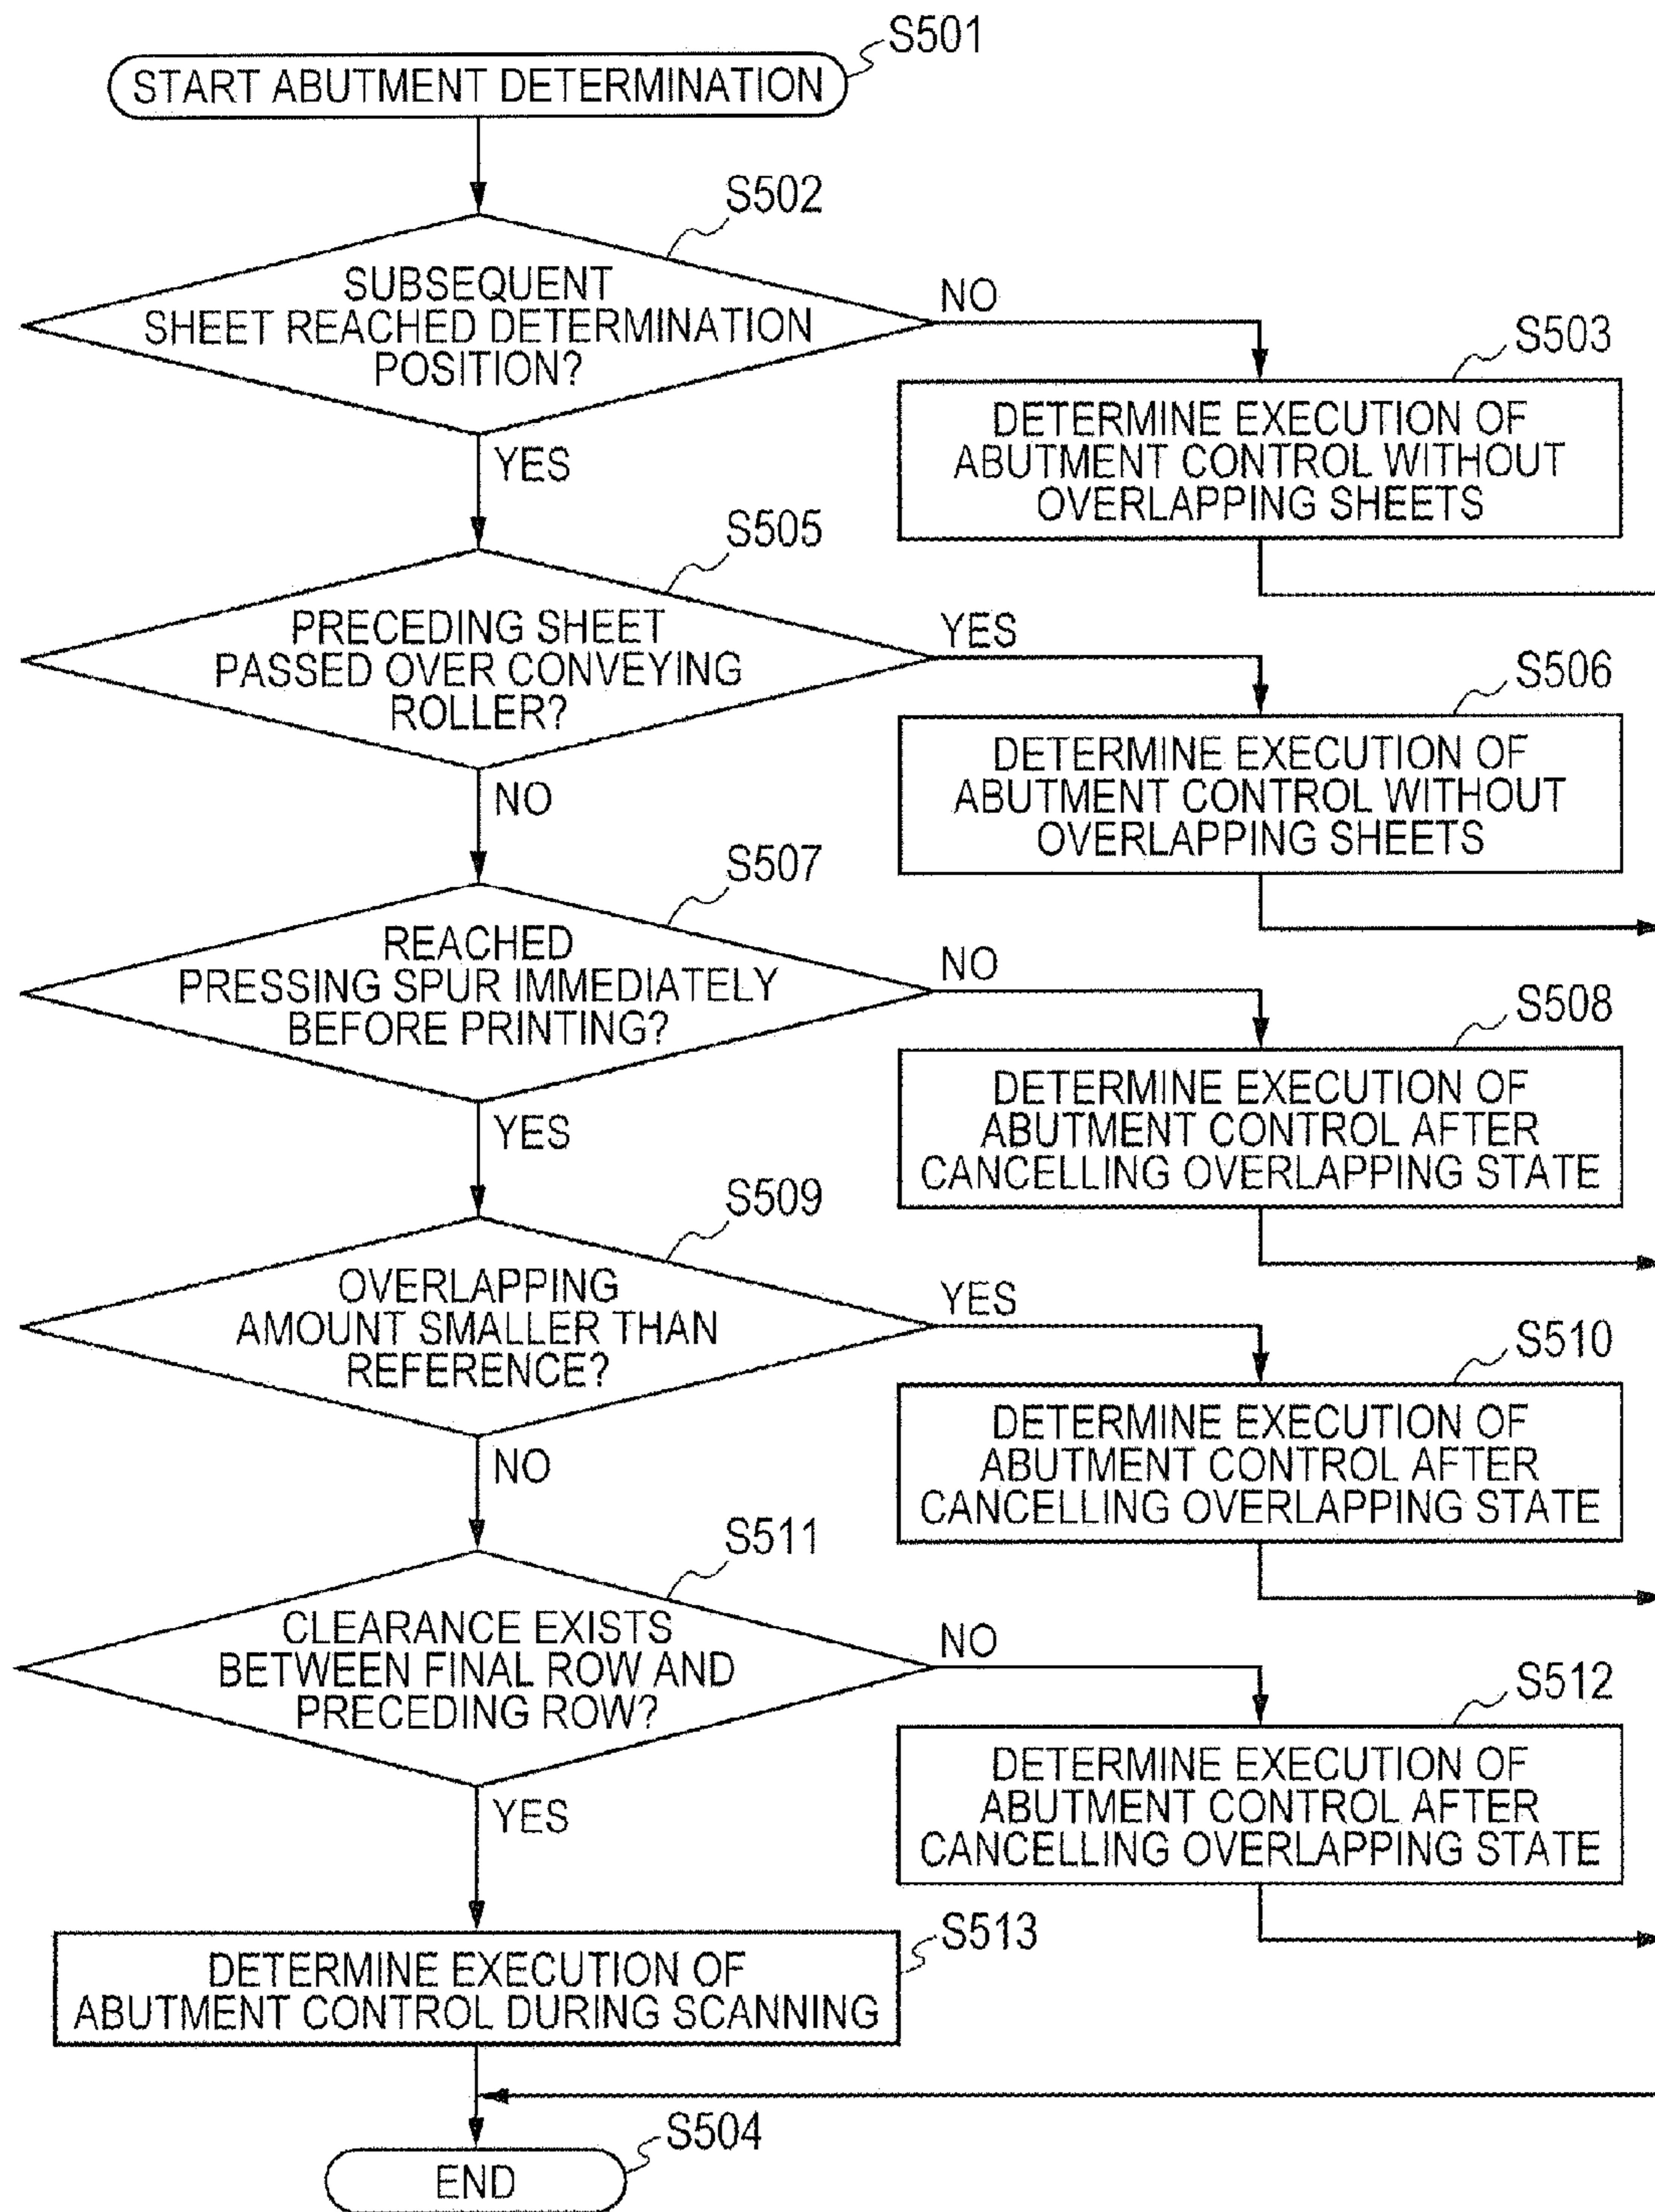 S501
START ABUTMENT DETERMINATION
S502
SUBSEQUENT
SHEET REACHED DETERMINATION
POSITION?
NO
YES
S503
DETERMINE EXECUTION OF
ABUTMENT CONTROL WITHOUT
OVERLAPPING SHEETS
S505
PRECEDING SHEET
PASSED OVER CONVEYING
ROLLER?
YES
NO
S506
DETERMINE EXECUTION OF
ABUTMENT CONTROL WITHOUT
OVERLAPPING SHEETS
S507
REACHED
PRESSING SPUR IMMEDIATELY
BEFORE PRINTING?
NO
YES
S508
DETERMINE EXECUTION OF
ABUTMENT CONTROL AFTER
CANCELLING OVERLAPPING STATE
S509
OVERLAPPING
AMOUNT SMALLER THAN
REFERENCE?
YES
NO
S510
DETERMINE EXECUTION OF
ABUTMENT CONTROL AFTER
CANCELLING OVERLAPPING STATE
S511
CLEARANCE EXISTS
BETWEEN FINAL ROW AND
PRECEDING ROW?
NO
YES
S512
DETERMINE EXECUTION OF
ABUTMENT CONTROL AFTER
CANCELLING OVERLAPPING STATE
S513
DETERMINE EXECUTION OF
ABUTMENT CONTROL DURING SCANNING
S504
END